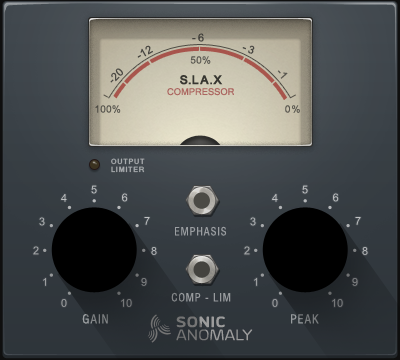 -20 -12 -6 -3 -1
50%
S.LA.X
COMPRESSOR
100% 0%
OUTPUT
LIMITER
0 1 2 3 4 5 6 7 8 9 10
GAIN
EMPHASIS
COMP - LIM
0 1 2 3 4 5 6 7 8 9 10
PEAK
SONIC
ANOMALY